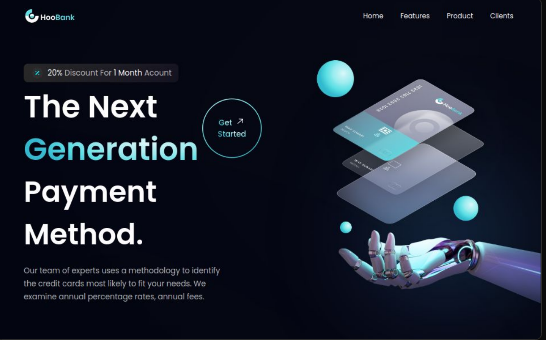 HooBank
Home Features Product Clients
20% Discount For 1 Month Acount
The Next
Get
Started
Generation
Payment
Method.
Our team of experts uses a methodology to identify
the credit cards most likely to fit your needs. We
examine annual percentage rates, annual fees.
HooBank